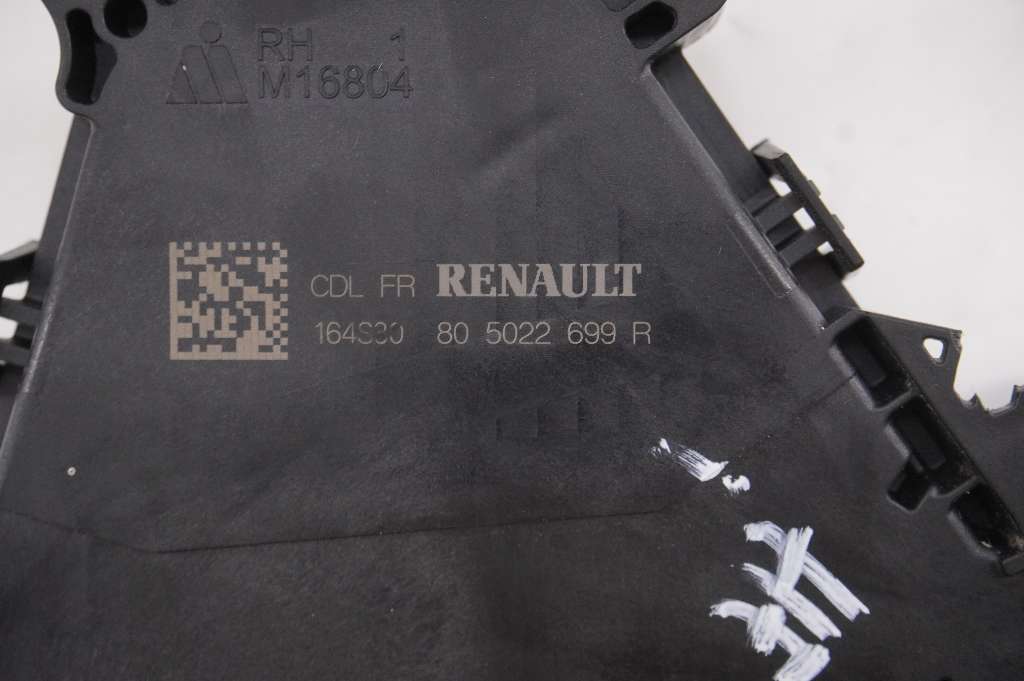 RH 1
M16804
CDL FR RENAULT
80 5022 699 R